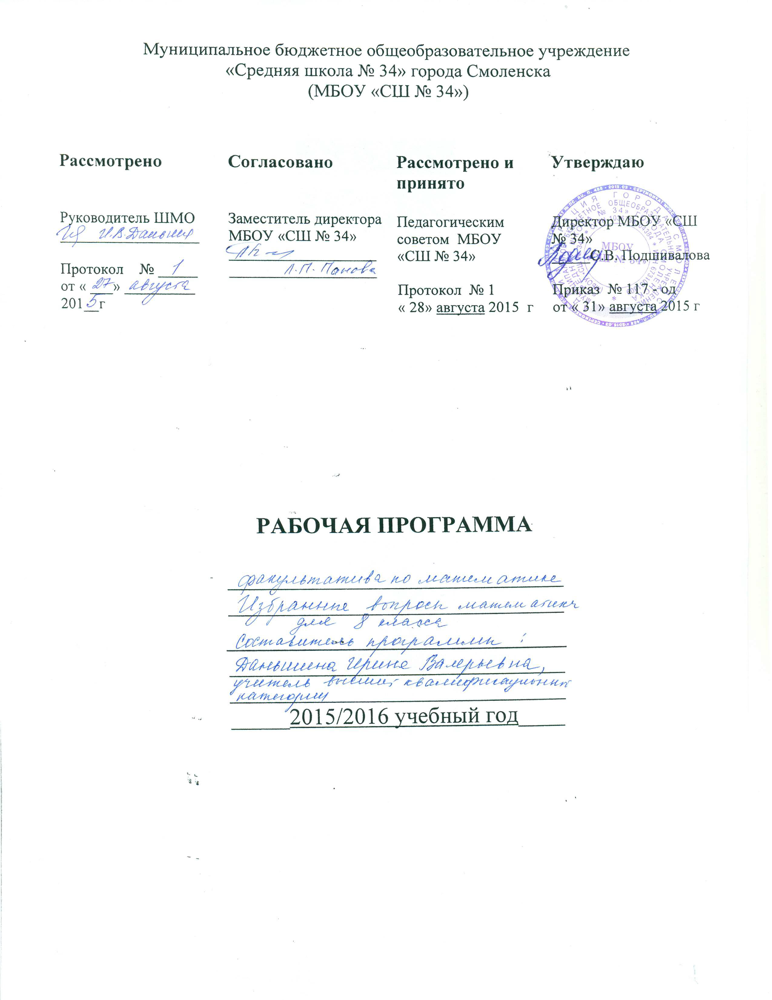 Муниципальное бюджетное общеобразовательное учреждение
«Средняя школа № 34» города Смоленска
(МБОУ «СШ № 34»)
Рассмотрено
Руководитель ШМО
И.В.Даньшин
Протокол № 1
от « 27 » августа
2015 г
Согласовано
Заместитель директора
МБОУ «СШ № 34»
Л.П. Панова
Рассмотрено и
принято
Педагогическим
советом МБОУ
«СШ № 34»
Протокол № 1
« 28» августа 2015 г
Утверждаю
Директор МБОУ «СШ
№ 34»
С.В. Подшивалова
Приказ № 117 - од
от « 31» августа 2015 г
МБОУ
«СШ № 34»
РАБОЧАЯ ПРОГРАММА
факультатива по математике
Избранные вопросы математики
для 8 класса
Составитель программы :
Даньшина Ирина Валерьевна,
учитель высшей квалификационной
категории
2015/2016 учебный год